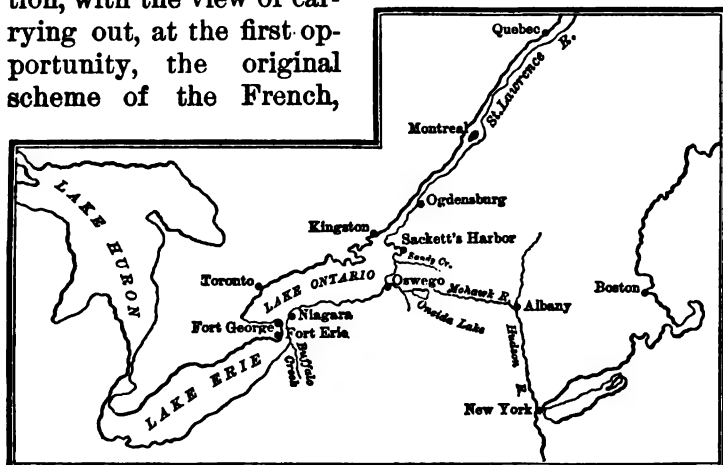 tion, with the view of car-
rying out, at the first op-
portunity, the original
scheme of the French,
Quebec
St. Lawrence R.
Montreal
Ogdensburg
Kingston
Sackett's Harbor
Sandy Cr.
LAKE HURON
Toronto
LAKE ONTARIO
Oswego
Mohawk R.
Oneida Lake
Albany
Boston
Niagara
Fort George
Fort Erie
Buffalo Creek
LAKE ERIE
Hudson R.
New York